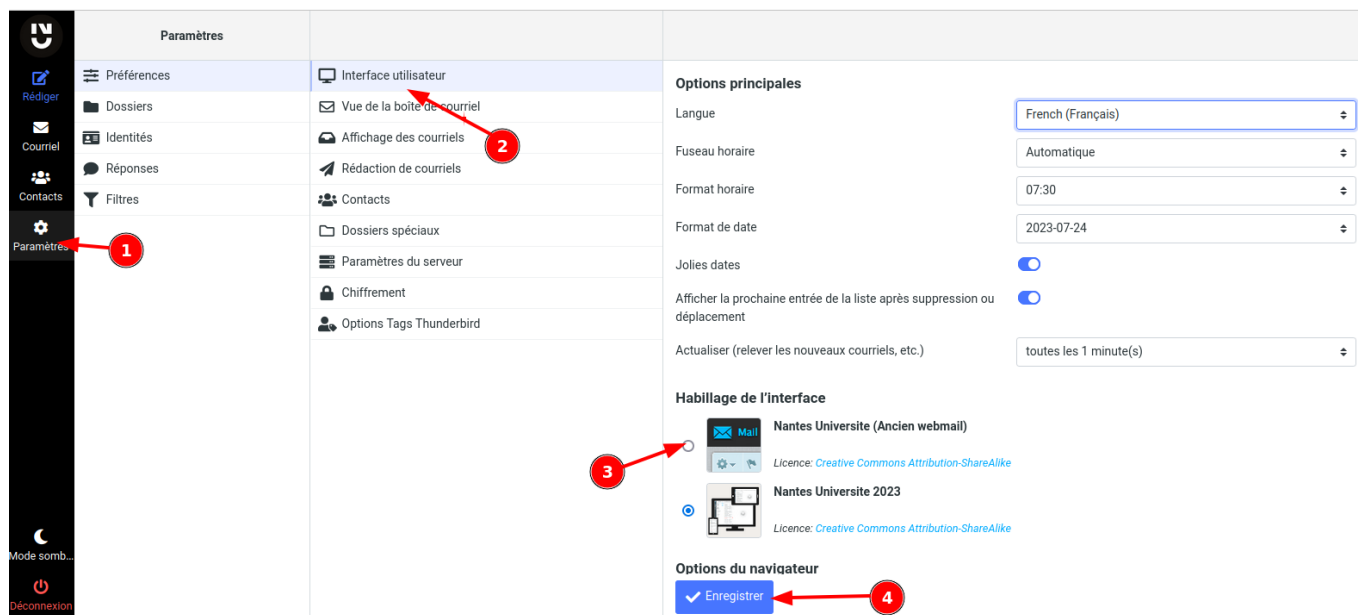 Paramètres
Rédiger
Courriel
Contacts
Paramètres
Mode somb...
Déconnexion
Préférences
Dossiers
Identités
Réponses
Filtres
Interface utilisateur
Vue de la boîte de courriel
Affichage des courriels
Rédaction de courriels
Contacts
Dossiers spéciaux
Paramètres du serveur
Chiffrement
Options Tags Thunderbird
1
2
Options principales
Langue
French (Français)
Fuseau horaire
Automatique
Format horaire
07:30
Format de date
2023-07-24
Jolies dates
Afficher la prochaine entrée de la liste après suppression ou
déplacement
Actualiser (relever les nouveaux courriels, etc.)
toutes les 1 minute(s)
Habillage de l'interface
3
Mail
Nantes Universite (Ancien webmail)
Licence: Creative Commons Attribution-ShareAlike
Nantes Universite 2023
Licence: Creative Commons Attribution-ShareAlike
Options du navigateur
Enregistrer
4